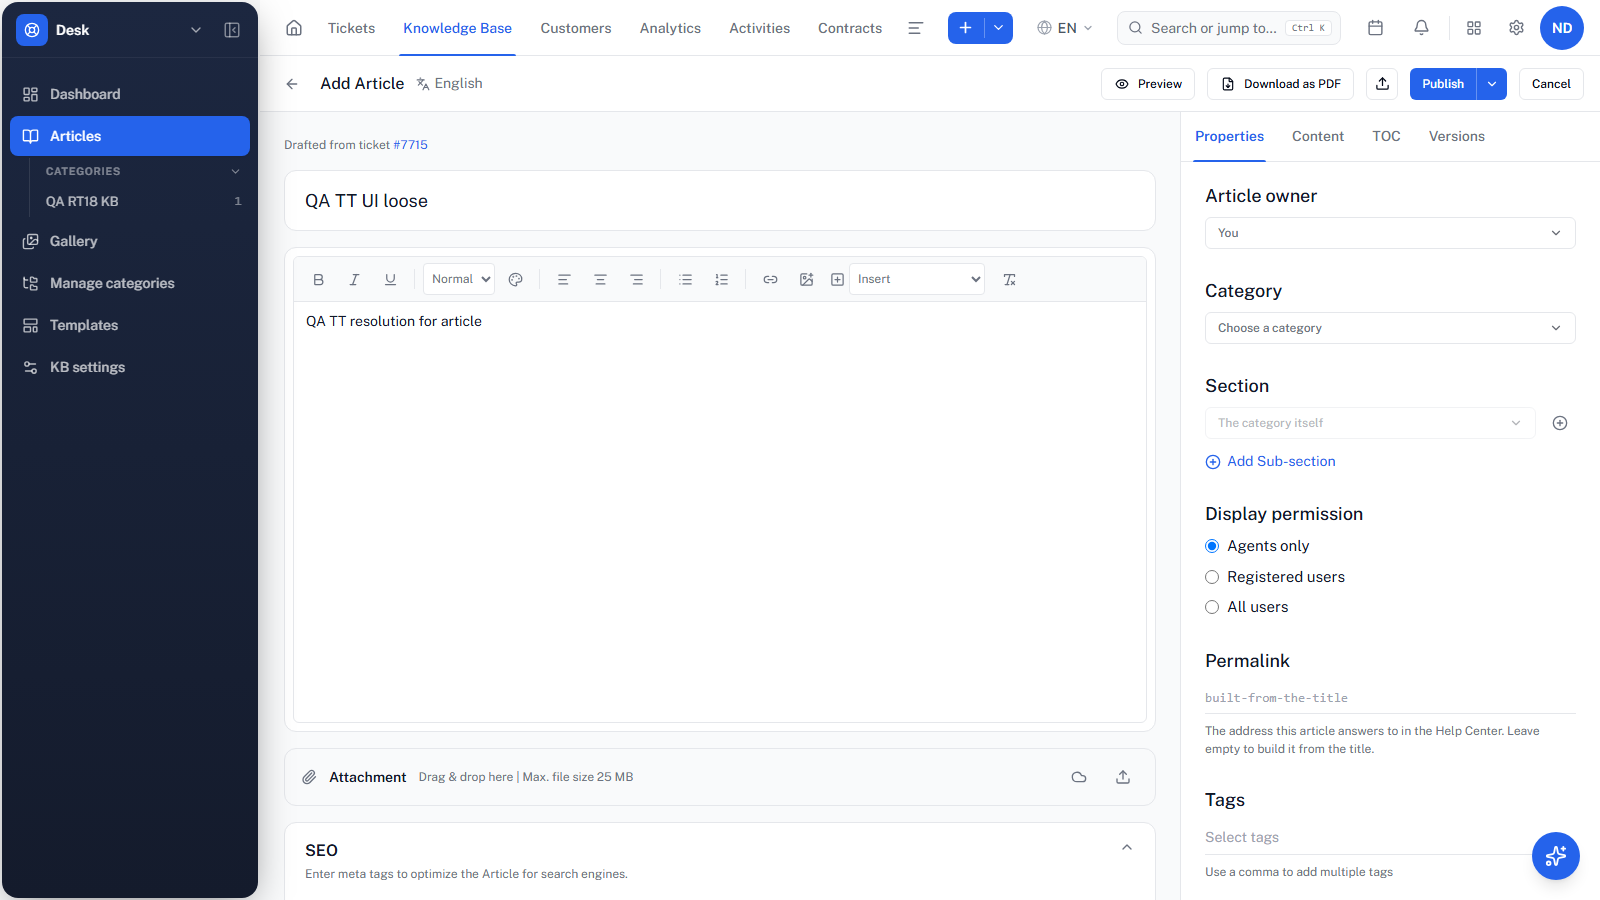 Desk
Dashboard
Articles
CATEGORIES
QA RT18 KB 1
Gallery
Manage categories
Templates
KB settings
Tickets Knowledge Base Customers Analytics Activities Contracts EN Search or jump to... Ctrl K ND
Add Article English Preview Download as PDF Publish Cancel
Drafted from ticket #7715
QA TT UI loose
Normal Insert
QA TT resolution for article
Attachment Drag & drop here | Max. file size 25 MB
SEO
Enter meta tags to optimize the Article for search engines.
Properties Content TOC Versions
Article owner
You
Category
Choose a category
Section
The category itself
Add Sub-section
Display permission
Agents only
Registered users
All users
Permalink
built-from-the-title
The address this article answers to in the Help Center. Leave
empty to build it from the title.
Tags
Select tags
Use a comma to add multiple tags